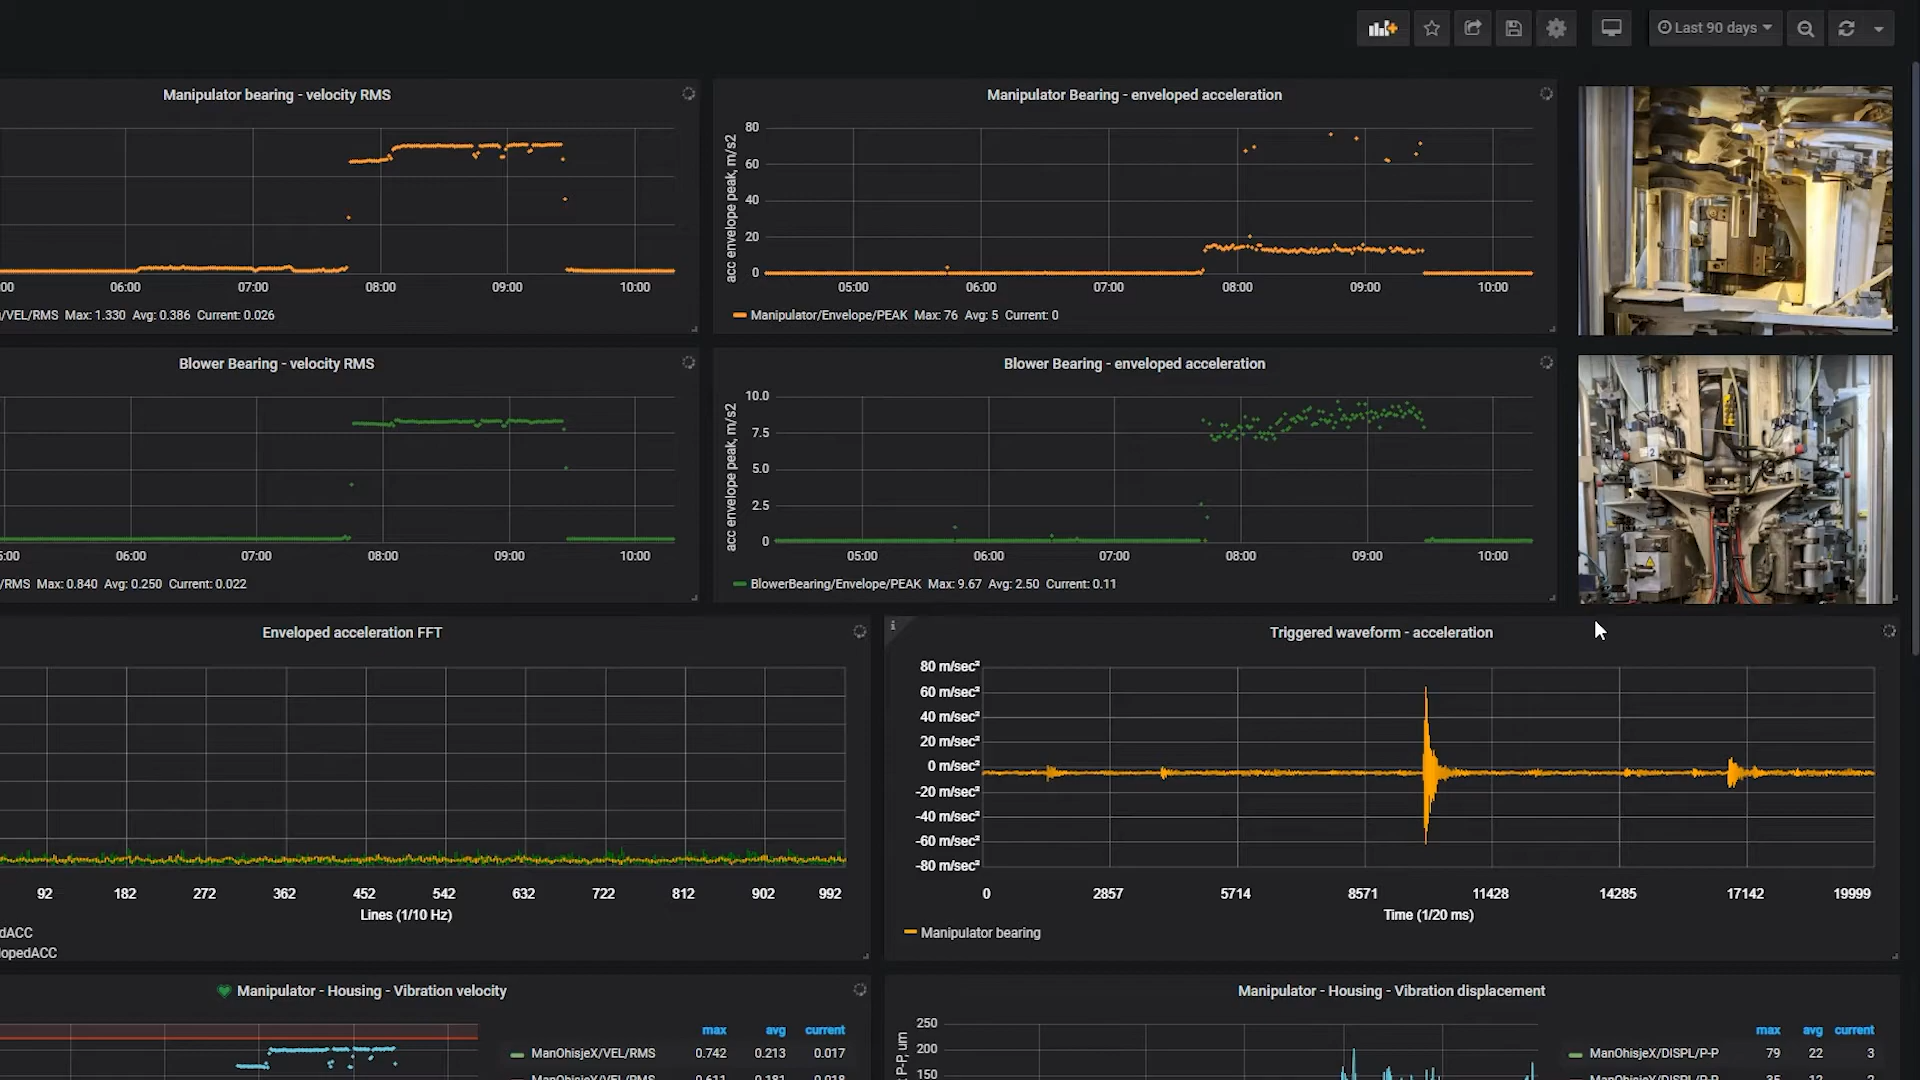 Last 90 days
Manipulator bearing - velocity RMS
:00 06:00 07:00 08:00 09:00 10:00
/VEL/RMS Max: 1.330 Avg: 0.386 Current: 0.026
Manipulator Bearing - enveloped acceleration
acc envelope peak, m/s2
80
60
40
20
0
05:00 06:00 07:00 08:00 09:00 10:00
Manipulator/Envelope/PEAK Max: 76 Avg: 5 Current: 0
Blower Bearing - velocity RMS
5:00 06:00 07:00 08:00 09:00 10:00
/RMS Max: 0.840 Avg: 0.250 Current: 0.022
Blower Bearing - enveloped acceleration
acc envelope peak, m/s2
10.0
7.5
5.0
2.5
0
05:00 06:00 07:00 08:00 09:00 10:00
BlowerBearing/Envelope/PEAK Max: 9.67 Avg: 2.50 Current: 0.11
2
Enveloped acceleration FFT
92 182 272 362 452 542 632 722 812 902 992
Lines (1/10 Hz)
dACC
lopedACC
i
Triggered waveform - acceleration
80 m/sec²
60 m/sec²
40 m/sec²
20 m/sec²
0 m/sec²
-20 m/sec²
-40 m/sec²
-60 m/sec²
-80 m/sec²
0 2857 5714 8571 11428 14285 17142 19999
Time (1/20 ms)
Manipulator bearing
Manipulator - Housing - Vibration velocity
max avg current
ManOhisjeX/VEL/RMS 0.742 0.213 0.017
Manipulator - Housing - Vibration displacement
P-P, um
250
200
150
max avg current
ManOhisjeX/DISPL/P-P 79 22 3